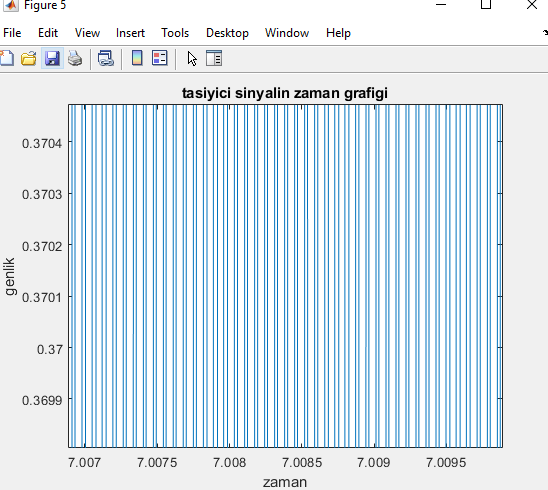 Figure 5
File Edit View Insert Tools Desktop Window Help
tasiyici sinyalin zaman grafigi
0.3704
0.3703
0.3702
0.3701
0.37
0.3699
genlik
7.007 7.0075 7.008 7.0085 7.009 7.0095
zaman